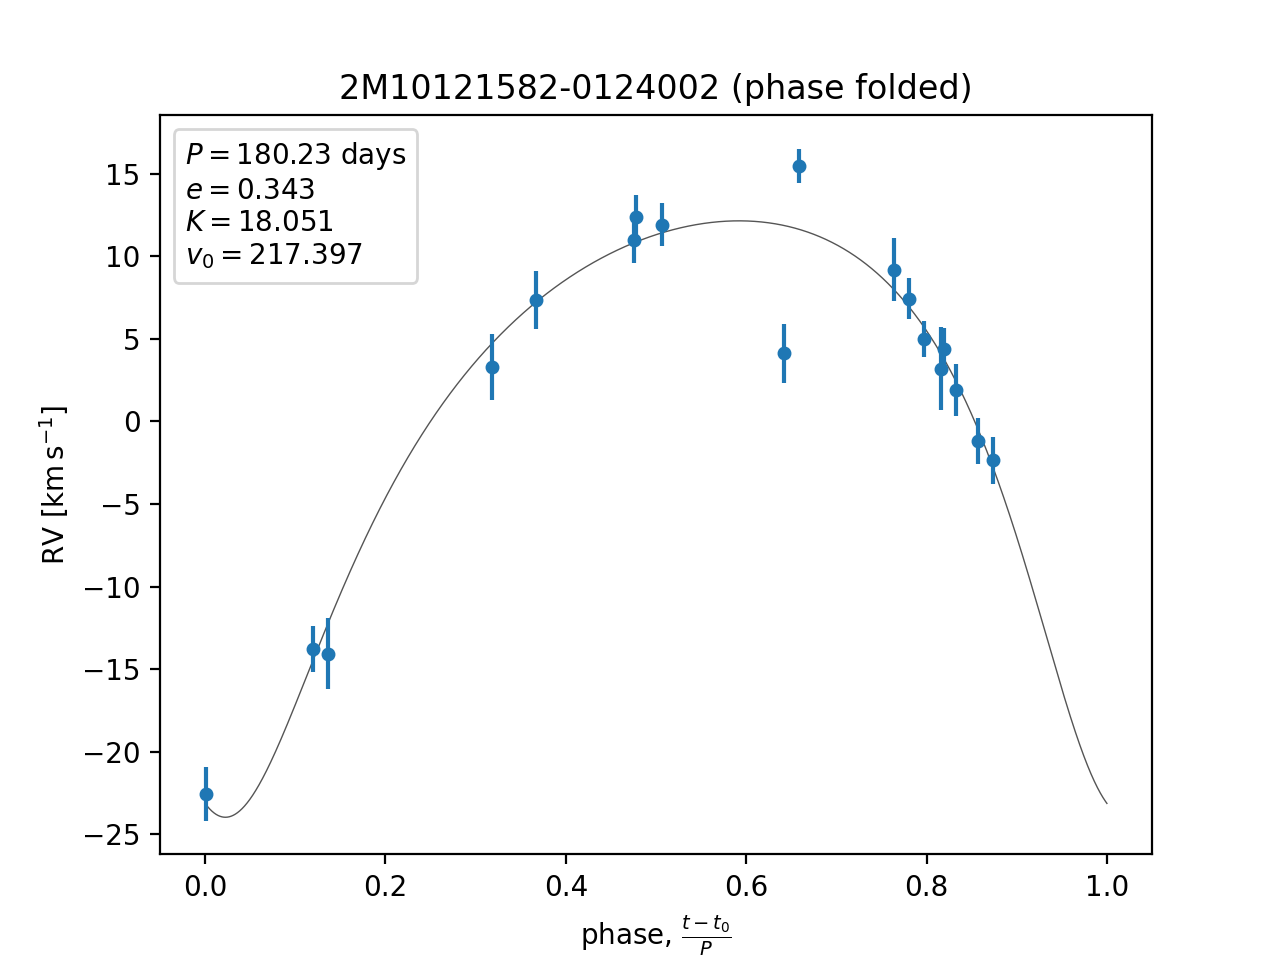 2M10121582-0124002 (phase folded)
P = 180.23 days
e = 0.343
K = 18.051
v₀ = 217.397
15
10
5
0
−5
−10
−15
−20
−25
RV [km s⁻¹]
0.0 0.2 0.4 0.6 0.8 1.0
phase, (t − t₀)/P